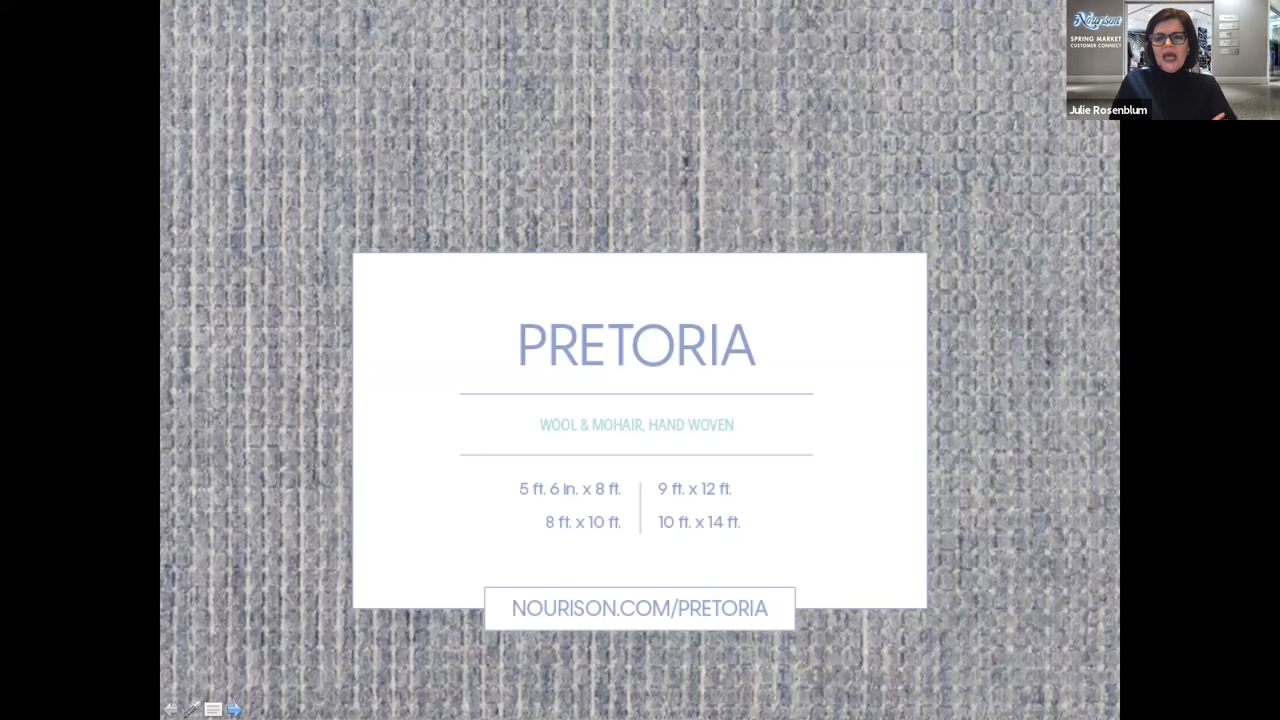 Nourison
SPRING MARKET
CUSTOMER CONNECT
Julie Rosenblum
PRETORIA
WOOL & MOHAIR, HAND WOVEN
5 ft. 6 in. x 8 ft.
9 ft. x 12 ft.
8 ft. x 10 ft.
10 ft. x 14 ft.
NOURISON.COM/PRETORIA